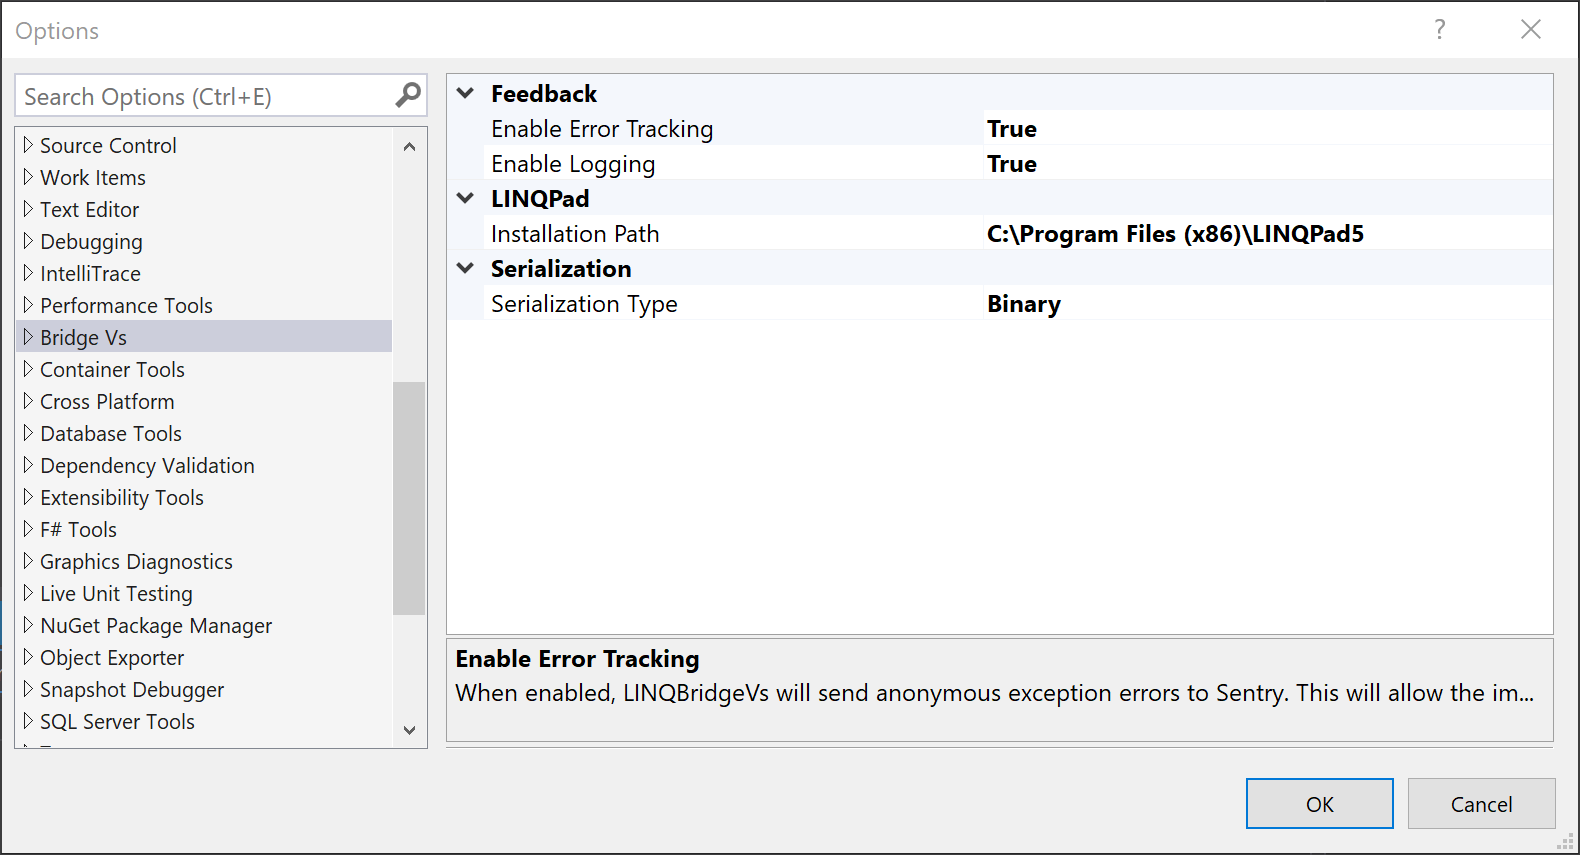 Options
?
Search Options (Ctrl+E)
Source Control
Work Items
Text Editor
Debugging
IntelliTrace
Performance Tools
Bridge Vs
Container Tools
Cross Platform
Database Tools
Dependency Validation
Extensibility Tools
F# Tools
Graphics Diagnostics
Live Unit Testing
NuGet Package Manager
Object Exporter
Snapshot Debugger
SQL Server Tools
Feedback
Enable Error Tracking True
Enable Logging True
LINQPad
Installation Path C:\Program Files (x86)\LINQPad5
Serialization
Serialization Type Binary
Enable Error Tracking
When enabled, LINQBridgeVs will send anonymous exception errors to Sentry. This will allow the im...
OK Cancel